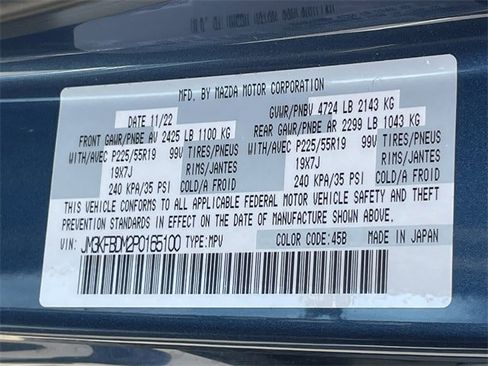 MFD. BY MAZDA MOTOR CORPORATION
DATE 11/22 GVWR/PNBV 4724 LB 2143 KG
FRONT GAWR/PNBE AV 2425 LB 1100 KG REAR GAWR/PNBE AR 2299 LB 1043 KG
WITH/AVEC P225/55R19 99V TIRES/PNEUS WITH/AVEC P225/55R19 99V TIRES/PNEUS
19X7J RIMS/JANTES 19X7J RIMS/JANTES
240 KPA/35 PSI COLD/A FROID 240 KPA/35 PSI COLD/A FROID
THIS VEHICLE CONFORMS TO ALL APPLICABLE FEDERAL MOTOR VEHICLE SAFETY AND THEFT
PREVENTION STANDARDS IN EFFECT ON THE DATE OF MANUFACTURE SHOWN ABOVE.
VIN: JM3KFBDM2P0165100 TYPE: MPV COLOR CODE: 45B MADE IN JAPAN